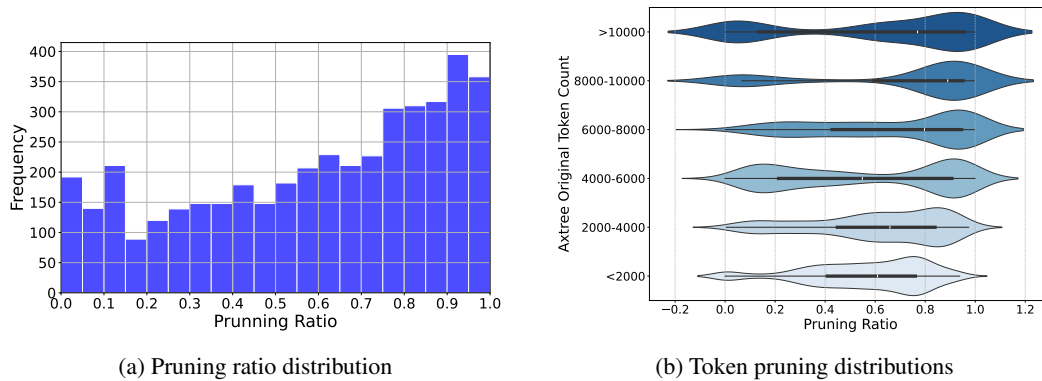 400
350
300
250
200
150
100
50
0
Frequency
0.0 0.1 0.2 0.3 0.4 0.5 0.6 0.7 0.8 0.9 1.0
Prunning Ratio
(a) Pruning ratio distribution
>10000
8000-10000
6000-8000
4000-6000
2000-4000
<2000
Axtree Original Token Count
−0.2 0.0 0.2 0.4 0.6 0.8 1.0 1.2
Pruning Ratio
(b) Token pruning distributions